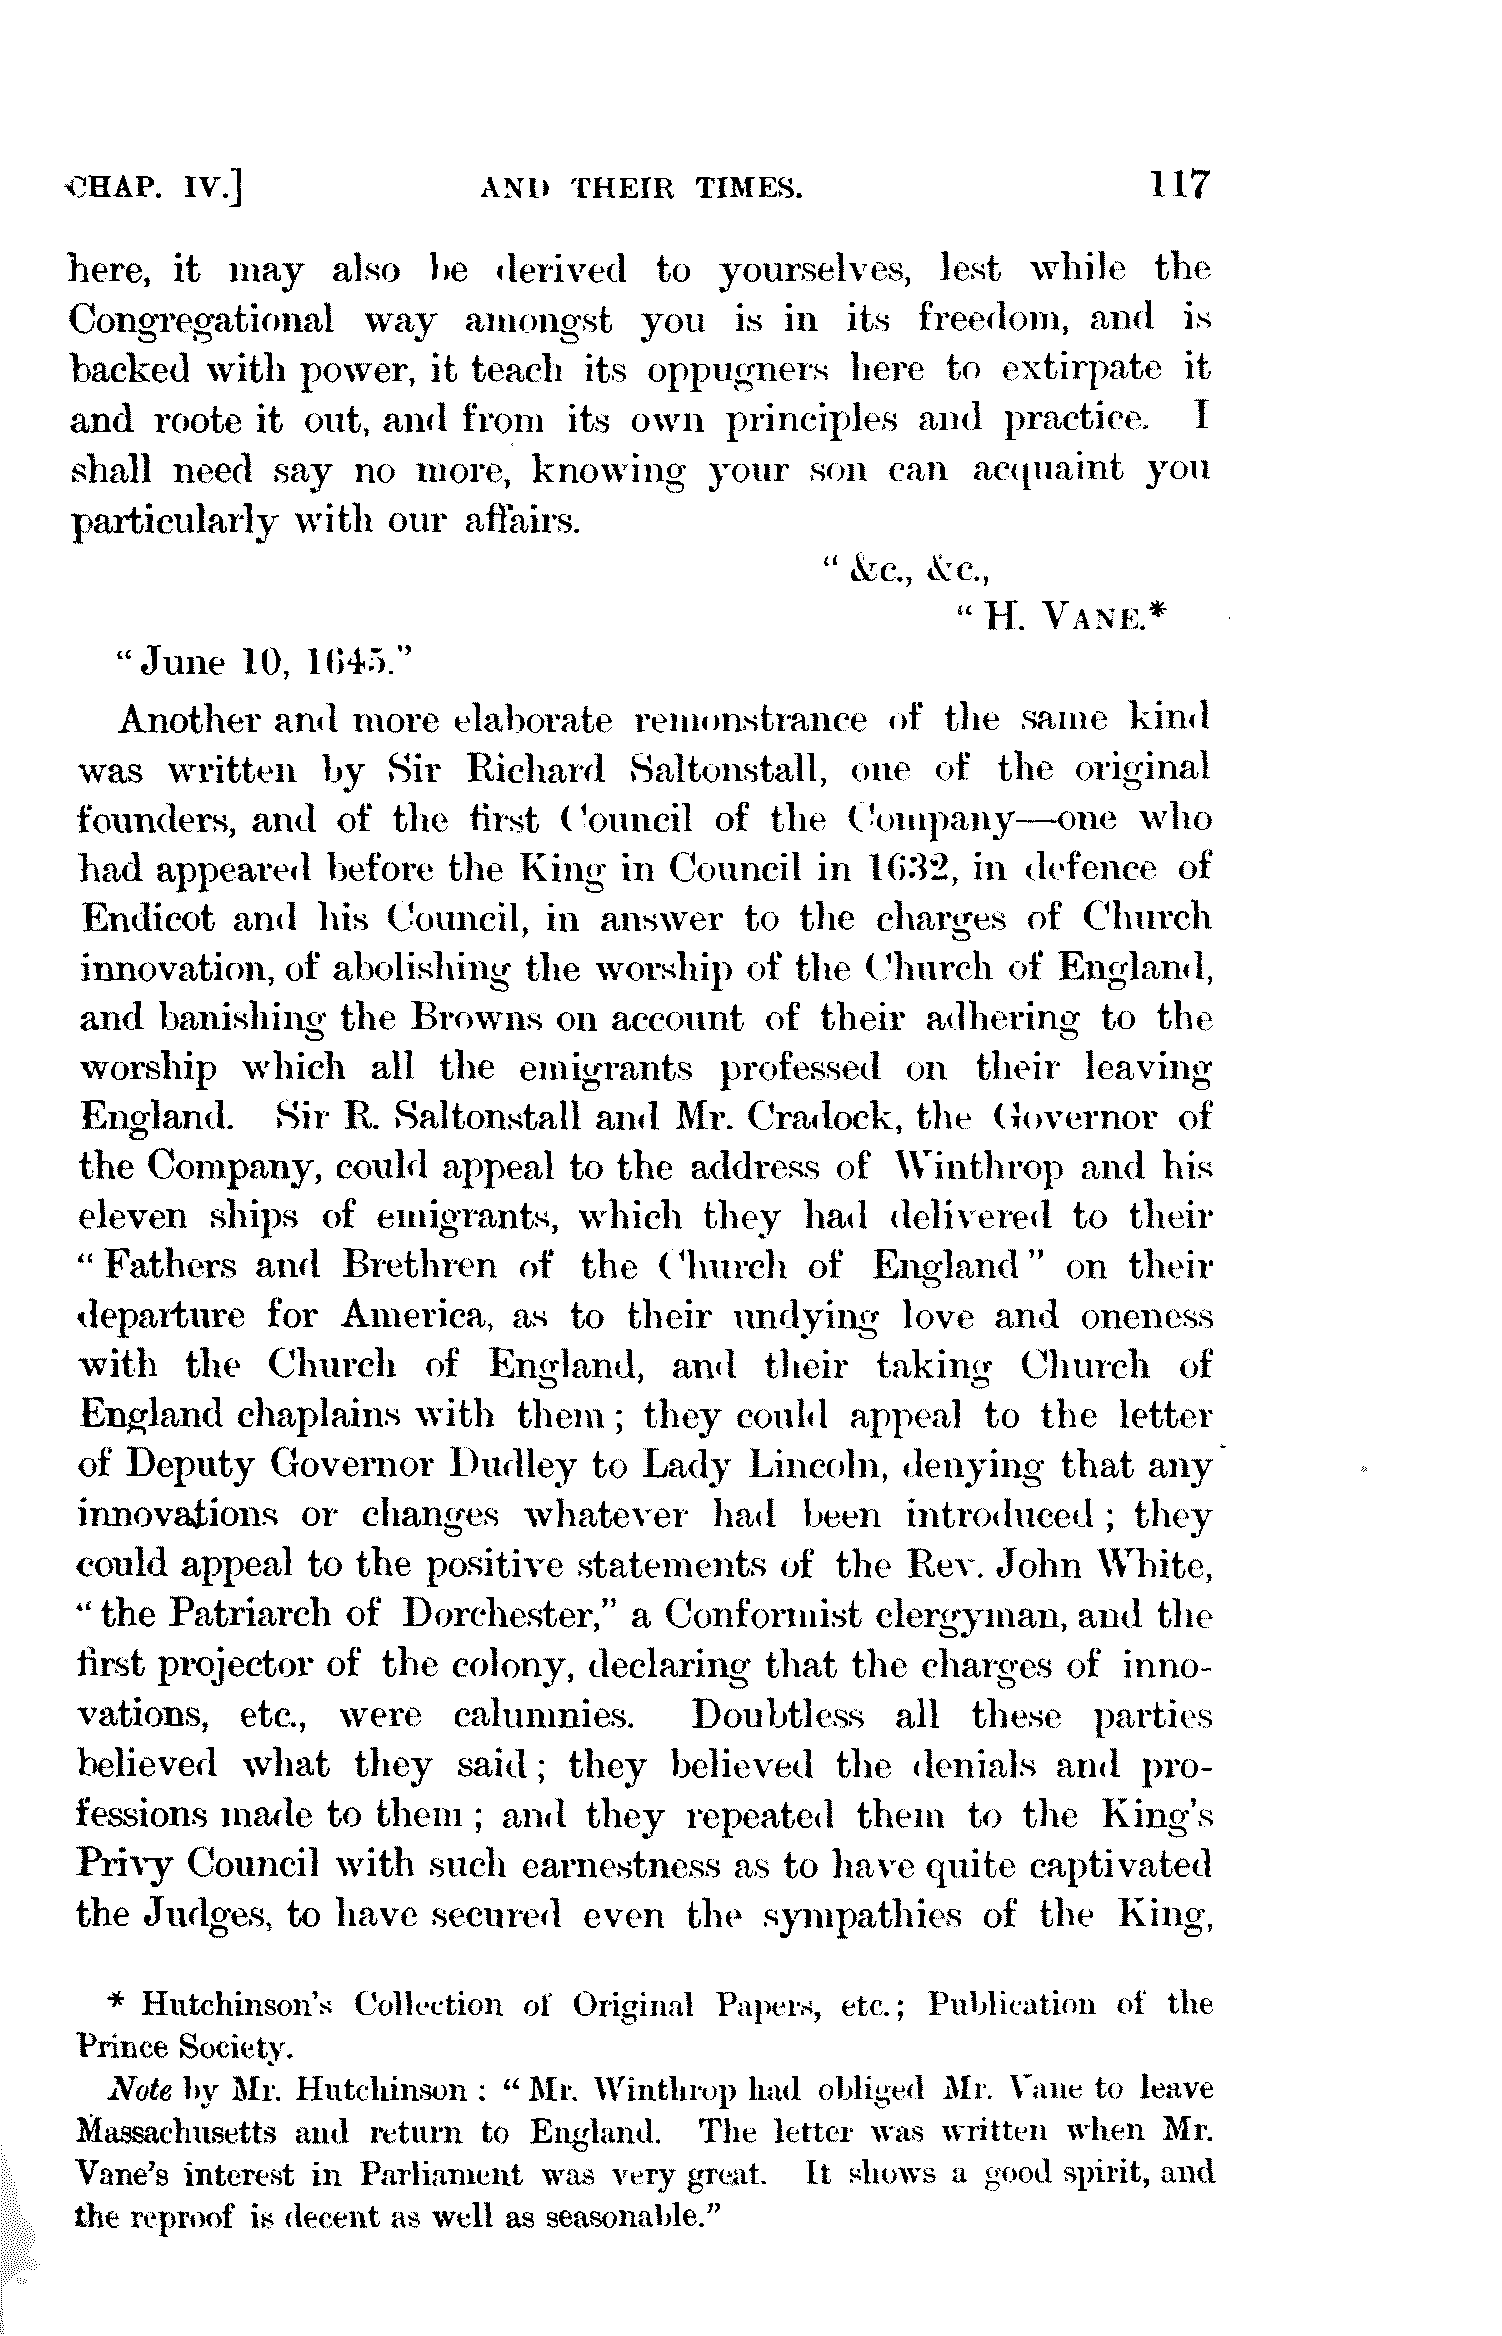 CHAP. IV.] AND THEIR TIMES. 117
here, it may also be derived to yourselves, lest while the
Congregational way amongst you is in its freedom, and is
backed with power, it teach its oppugners here to extirpate it
and roote it out, and from its own principles and practice. I
shall need say no more, knowing your son can acquaint you
particularly with our affairs.
"&c., &c.,
"H. VANE.*
"June 10, 1645."
Another and more elaborate remonstrance of the same kind
was written by Sir Richard Saltonstall, one of the original
founders, and of the first Council of the Company—one who
had appeared before the King in Council in 1632, in defence of
Endicot and his Council, in answer to the charges of Church
innovation, of abolishing the worship of the Church of England,
and banishing the Browns on account of their adhering to the
worship which all the emigrants professed on their leaving
England. Sir R. Saltonstall and Mr. Cradock, the Governor of
the Company, could appeal to the address of Winthrop and his
eleven ships of emigrants, which they had delivered to their
"Fathers and Brethren of the Church of England" on their
departure for America, as to their undying love and oneness
with the Church of England, and their taking Church of
England chaplains with them; they could appeal to the letter
of Deputy Governor Dudley to Lady Lincoln, denying that any
innovations or changes whatever had been introduced; they
could appeal to the positive statements of the Rev. John White,
"the Patriarch of Dorchester," a Conformist clergyman, and the
first projector of the colony, declaring that the charges of inno-
vations, etc., were calumnies. Doubtless all these parties
believed what they said; they believed the denials and pro-
fessions made to them; and they repeated them to the King's
Privy Council with such earnestness as to have quite captivated
the Judges, to have secured even the sympathies of the King,
* Hutchinson's Collection of Original Papers, etc.; Publication of the
Prince Society.
Note by Mr. Hutchinson: "Mr. Winthrop had obliged Mr. Vane to leave
Massachusetts and return to England. The letter was written when Mr.
Vane's interest in Parliament was very great. It shows a good spirit, and
the reproof is decent as well as seasonable."